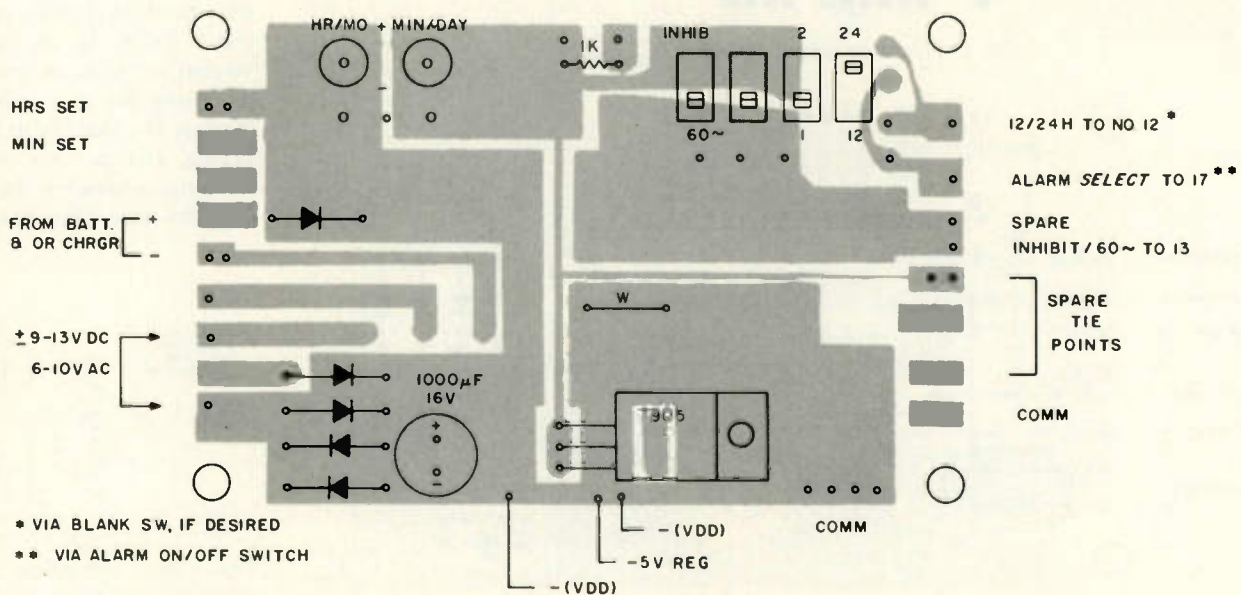 HR/MO + MIN/DAY
-
1K
INHIB 2 24
60~ 1 12
HRS SET
MIN SET
FROM BATT. +
& OR CHRGR -
± 9-13V DC
6-10V AC
1000µF
16V
+
-
W
12/24H TO NO 12 *
ALARM SELECT TO 17 **
SPARE
INHIBIT/60~ TO 13
SPARE
TIE
POINTS
COMM
COMM
-(VDD)
-5V REG
-(VDD)
* VIA BLANK SW, IF DESIRED
** VIA ALARM ON/OFF SWITCH